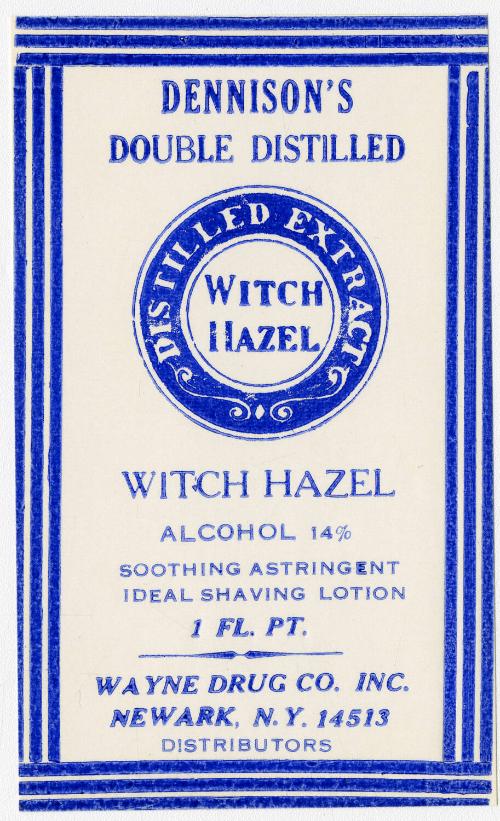 DENNISON'S
DOUBLE DISTILLED
DISTILLED EXTRACT
WITCH
HAZEL
WITCH HAZEL
ALCOHOL 14%
SOOTHING ASTRINGENT
IDEAL SHAVING LOTION
1 FL. PT.
WAYNE DRUG CO. INC.
NEWARK, N.Y. 14513
DISTRIBUTORS